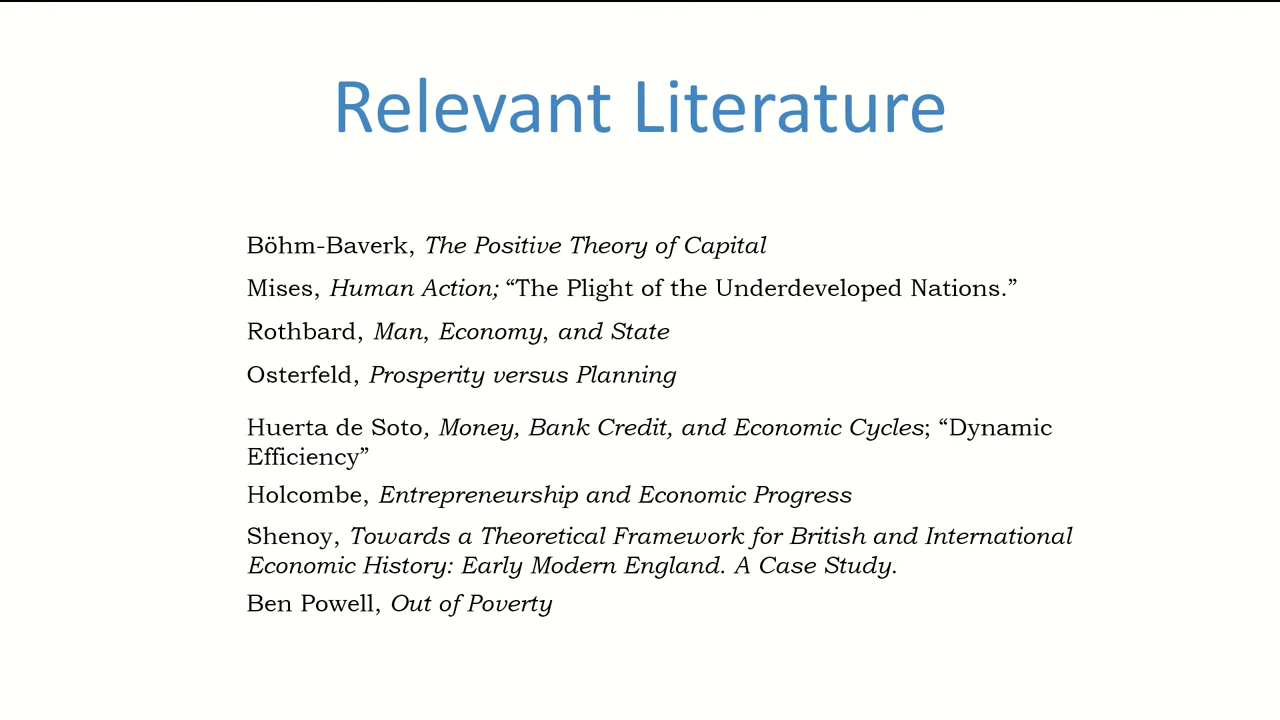 Relevant Literature
Böhm-Baverk, The Positive Theory of Capital
Mises, Human Action; “The Plight of the Underdeveloped Nations.”
Rothbard, Man, Economy, and State
Osterfeld, Prosperity versus Planning
Huerta de Soto, Money, Bank Credit, and Economic Cycles; “Dynamic
Efficiency”
Holcombe, Entrepreneurship and Economic Progress
Shenoy, Towards a Theoretical Framework for British and International
Economic History: Early Modern England. A Case Study.
Ben Powell, Out of Poverty